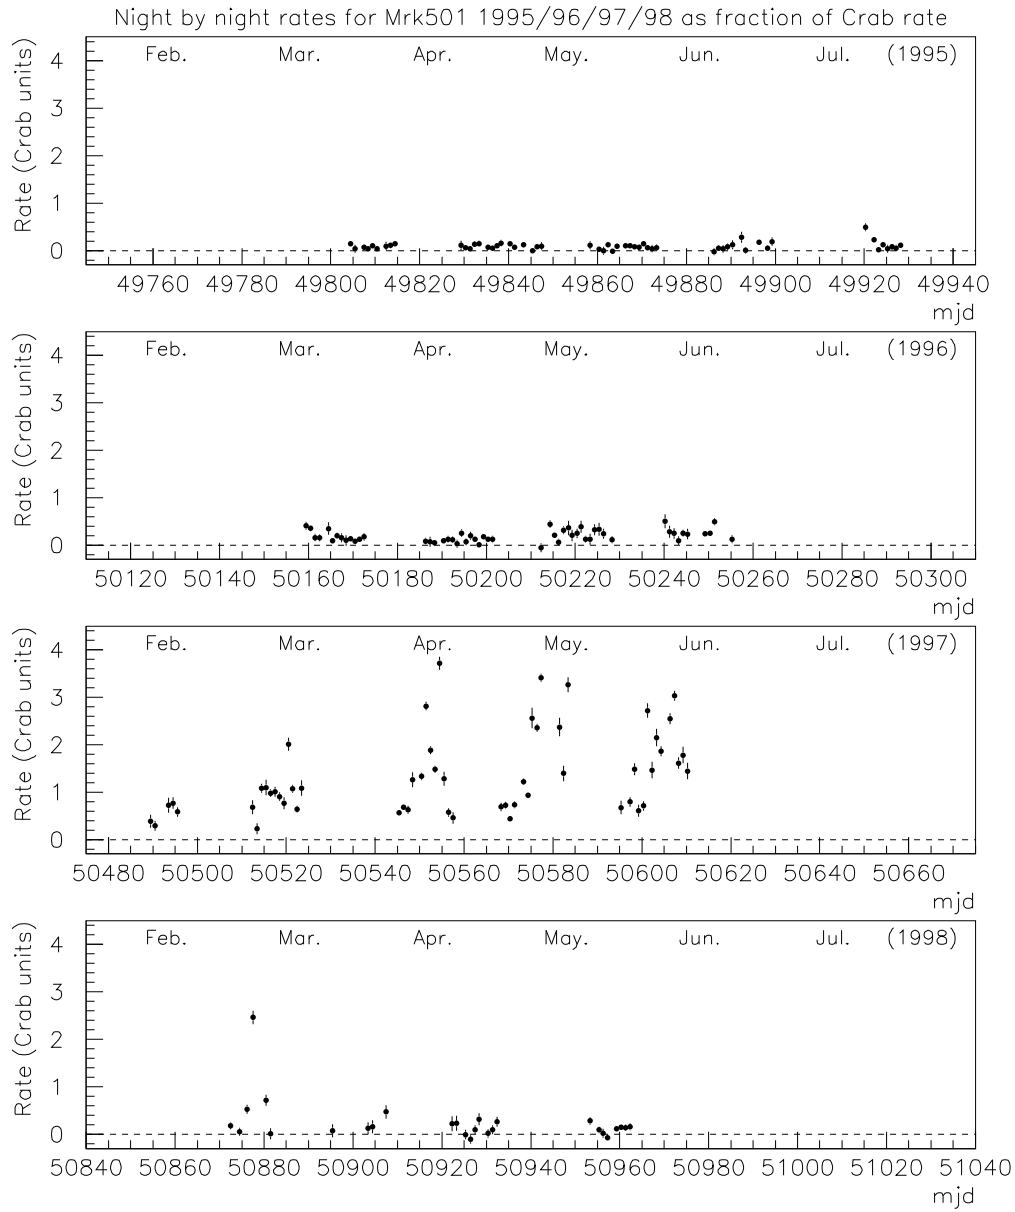 Night by night rates for Mrk501 1995/96/97/98 as fraction of Crab rate
Rate (Crab units)
4
3
2
1
0
Feb. Mar. Apr. May. Jun. Jul. (1995)
49760 49780 49800 49820 49840 49860 49880 49900 49920 49940
mjd
Rate (Crab units)
4
3
2
1
0
Feb. Mar. Apr. May. Jun. Jul. (1996)
50120 50140 50160 50180 50200 50220 50240 50260 50280 50300
mjd
Rate (Crab units)
4
3
2
1
0
Feb. Mar. Apr. May. Jun. Jul. (1997)
50480 50500 50520 50540 50560 50580 50600 50620 50640 50660
mjd
Rate (Crab units)
4
3
2
1
0
Feb. Mar. Apr. May. Jun. Jul. (1998)
50840 50860 50880 50900 50920 50940 50960 50980 51000 51020 51040
mjd